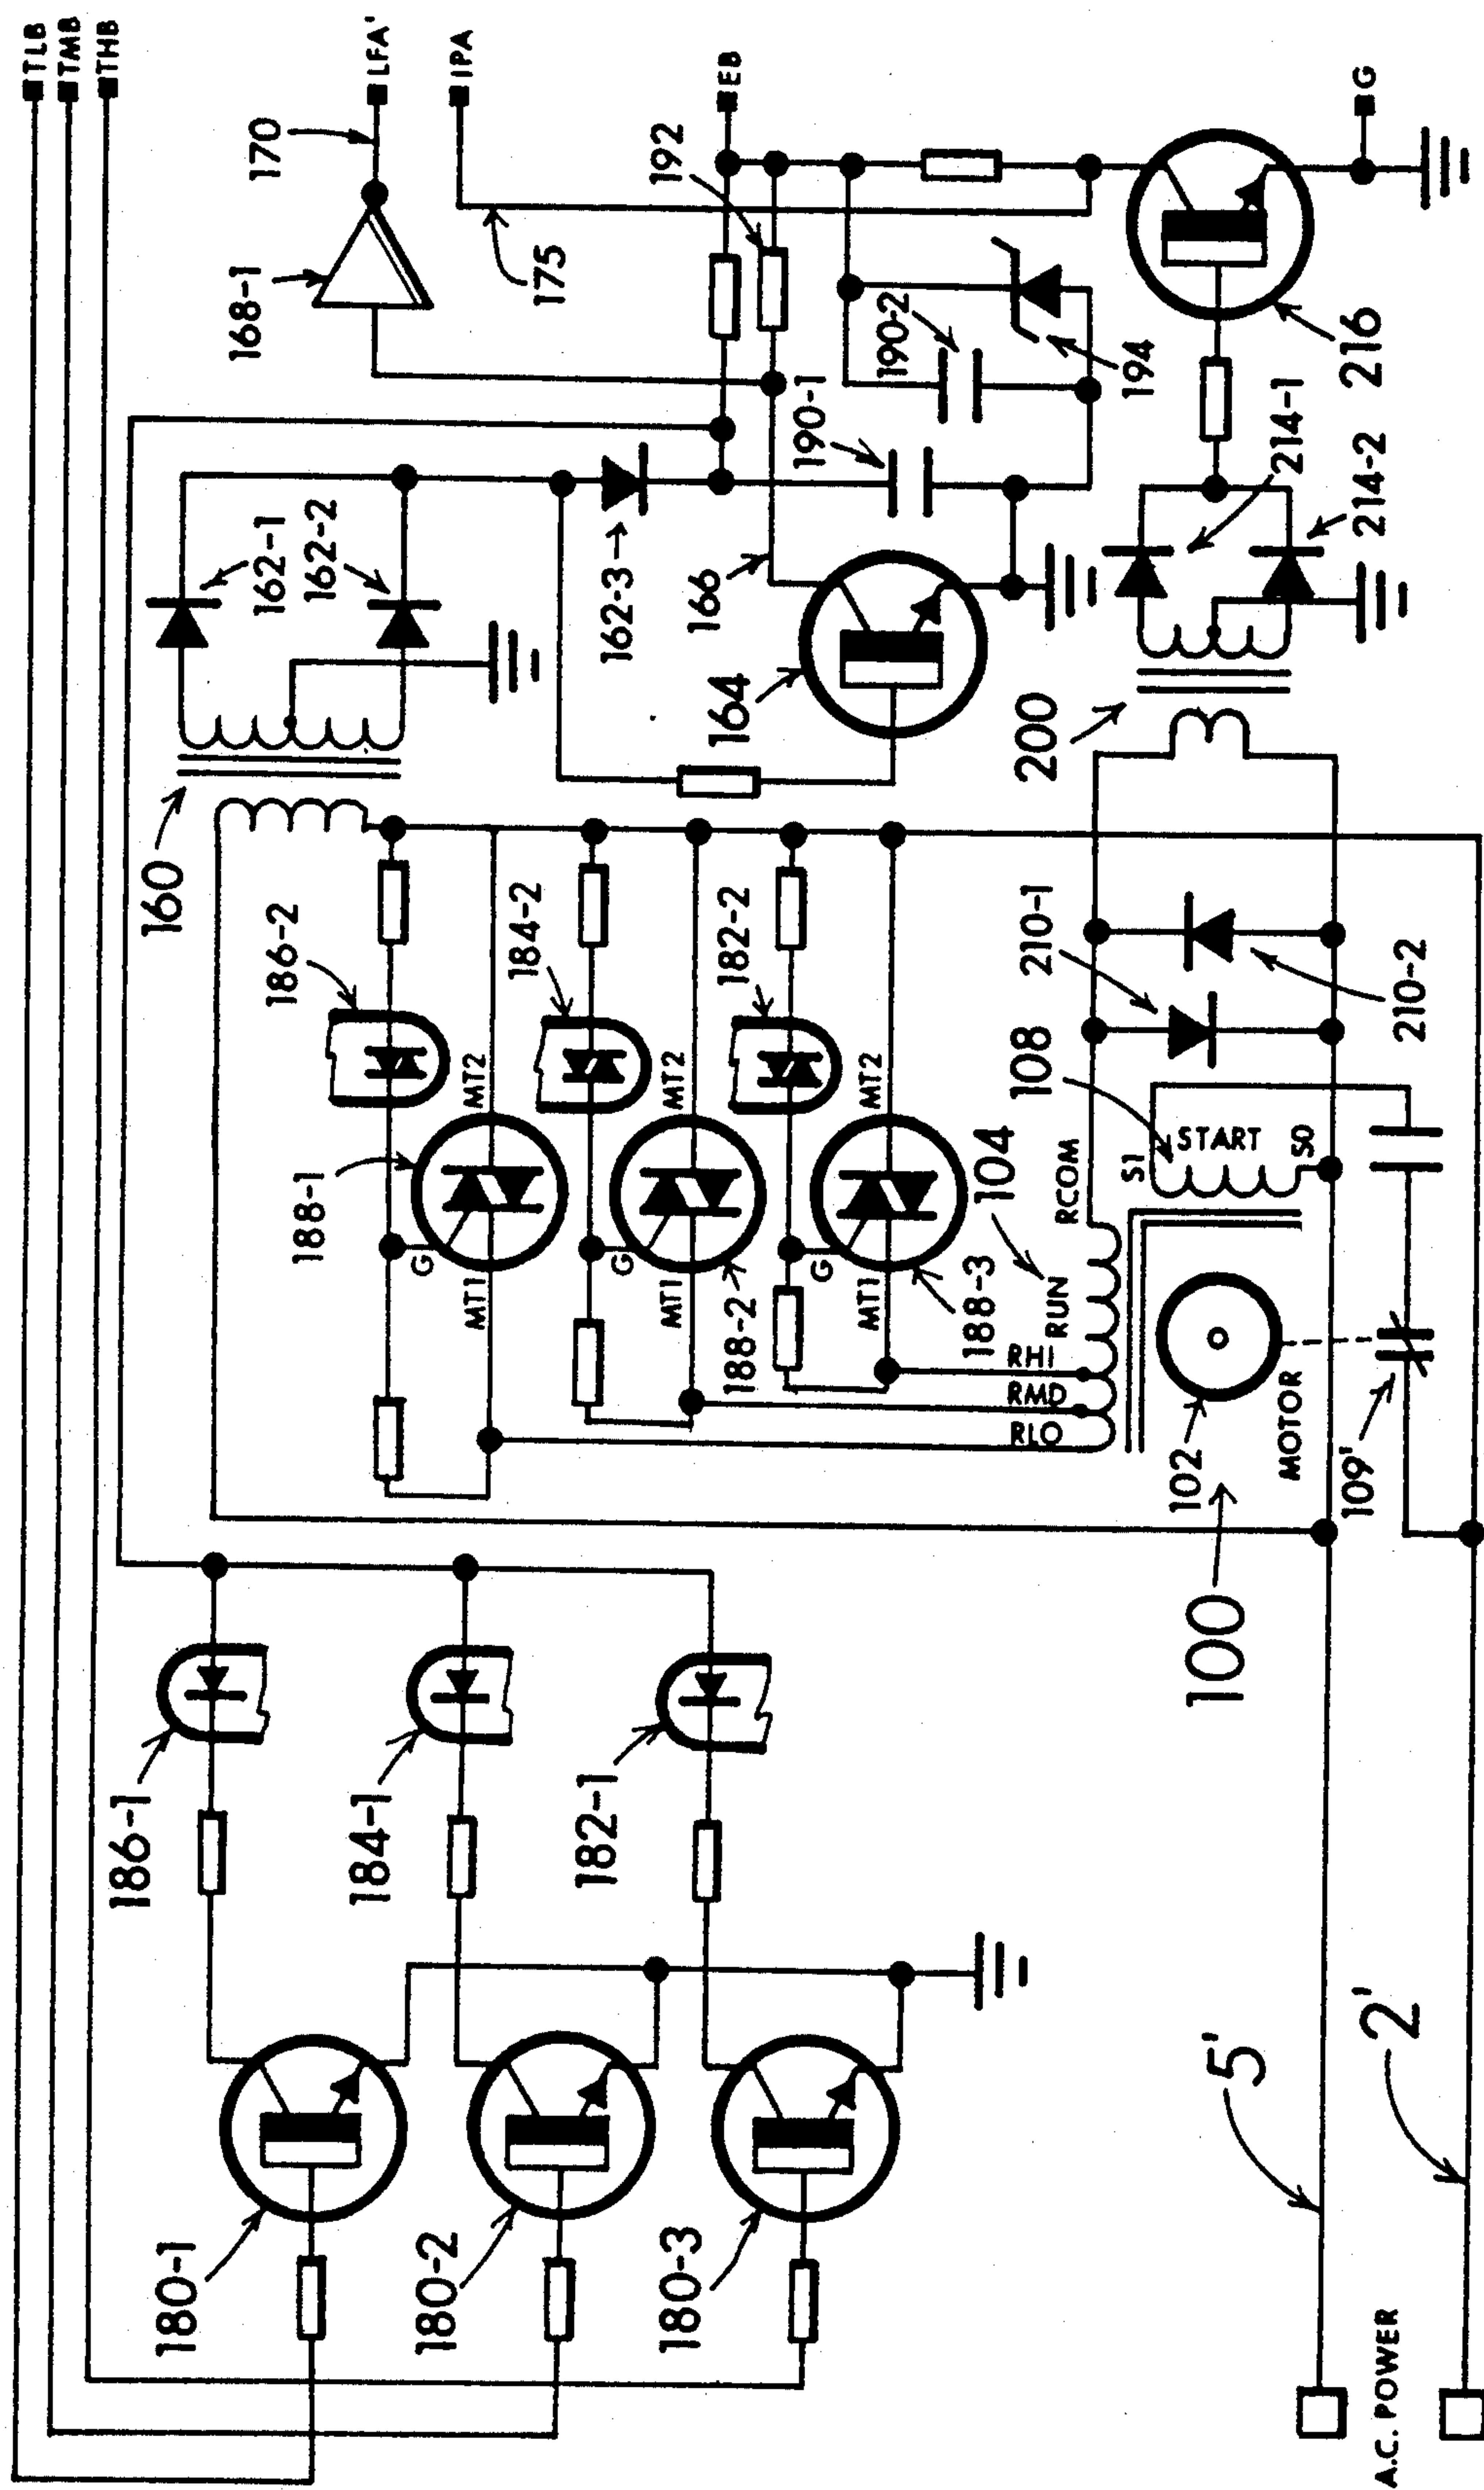 TLB
TMB
THB
170
LFA'
IPA
168-1
175
192
EB
G
160
162-1
162-2
162-3
166
164
190-1
190-2
194
216
214-1
214-2
200
186-2
184-2
182-2
188-1
G
MT1
MT2
188-2
G
MT1
MT2
188-3
G
MT1
MT2
210-1
210-2
108
104
RCOM
RUN
RHI
RMD
RLO
S1
START
S0
102
MOTOR
109'
100
186-1
184-1
182-1
180-1
180-2
180-3
5'
2'
A.C. POWER